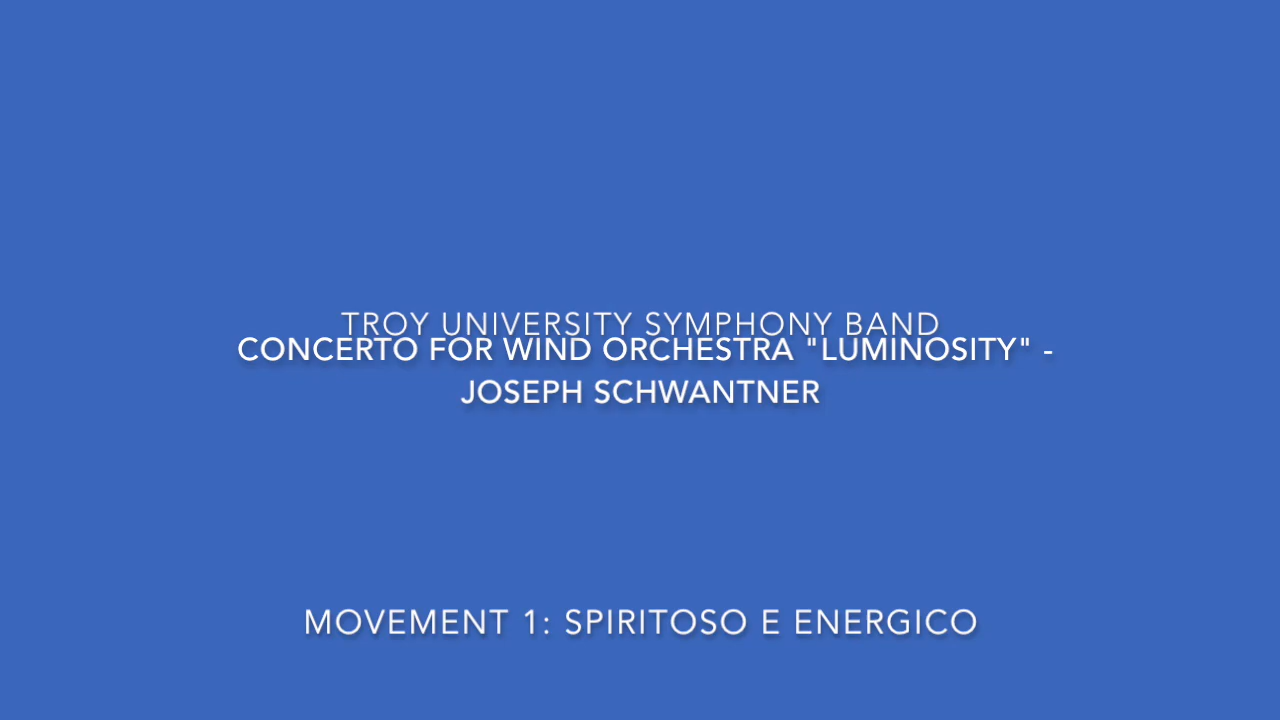 TROY UNIVERSITY SYMPHONY BAND
CONCERTO FOR WIND ORCHESTRA "LUMINOSITY" -
JOSEPH SCHWANTNER
MOVEMENT 1: SPIRITOSO E ENERGICO